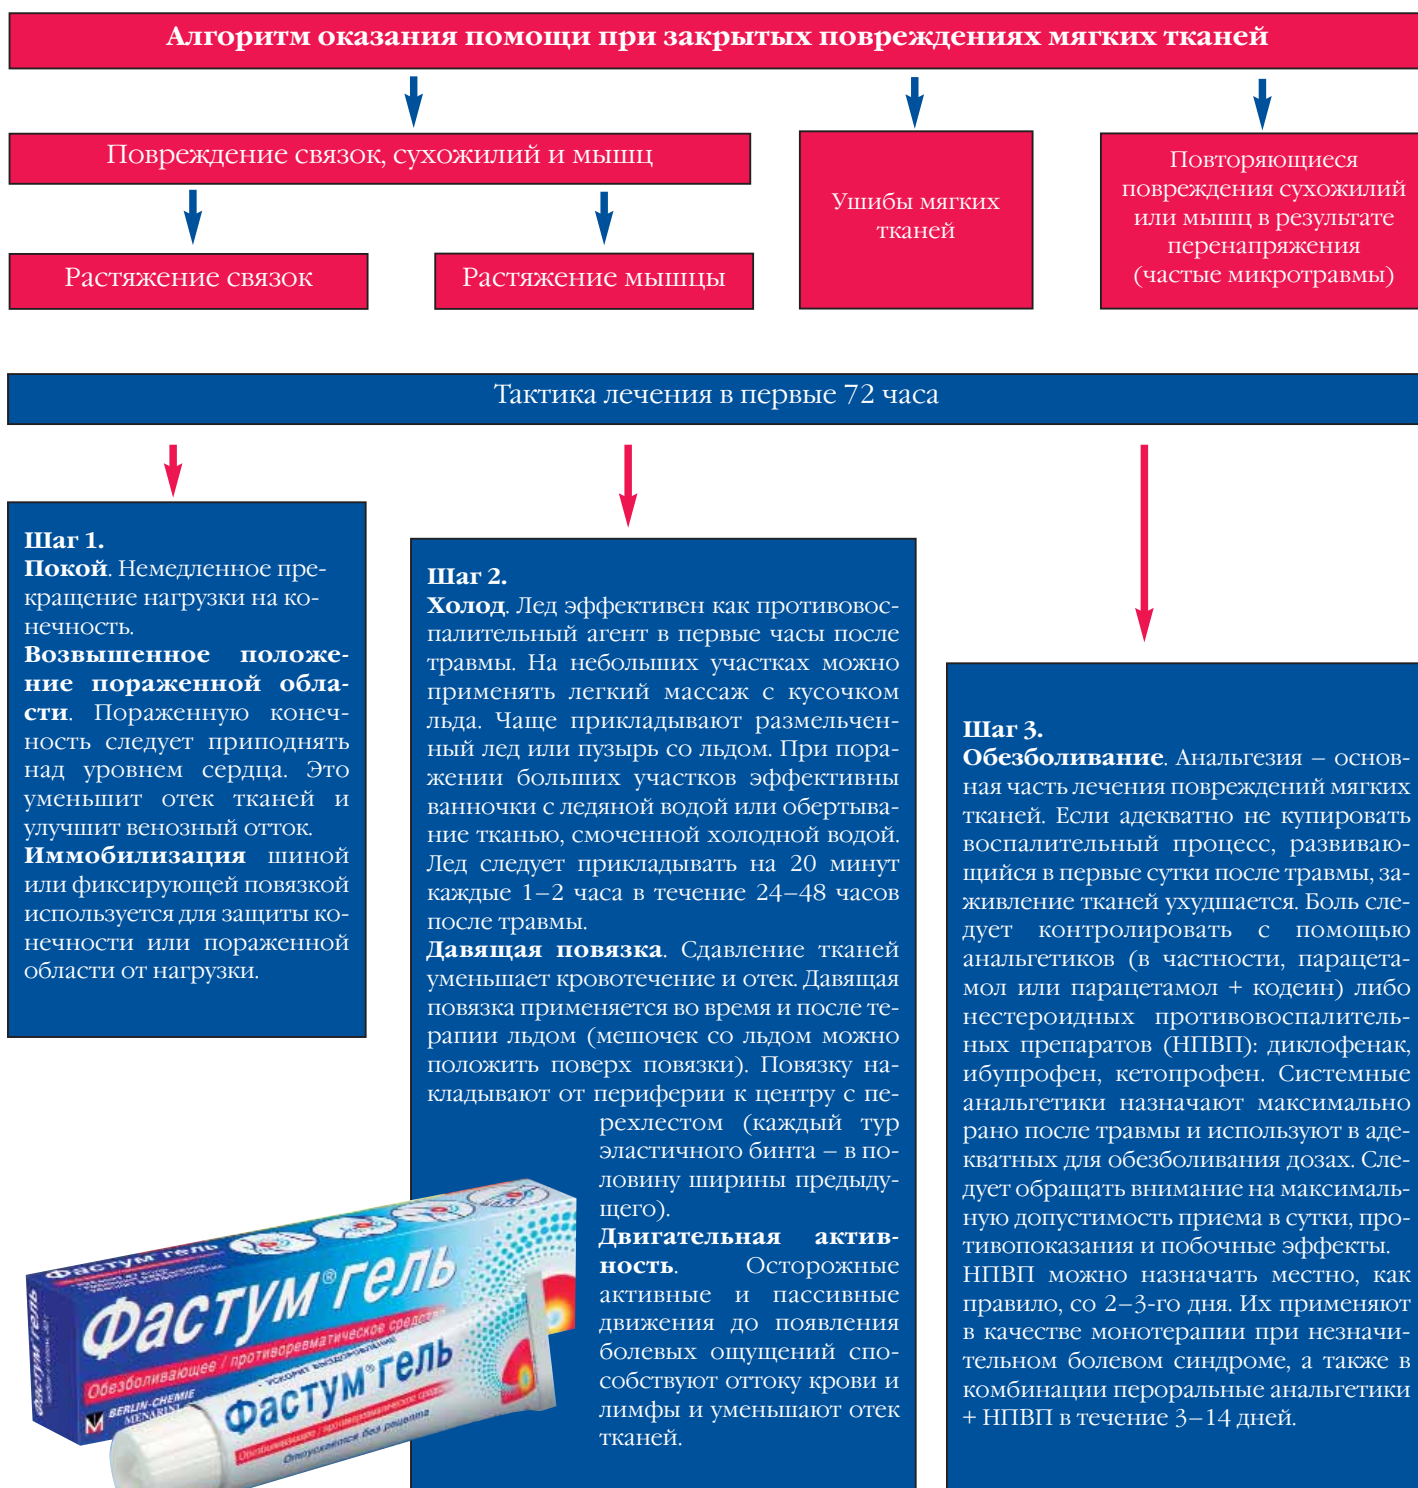 Алгоритм оказания помощи при закрытых повреждениях мягких тканей
Повреждение связок, сухожилий и мышц
Растяжение связок
Растяжение мышцы
Ушибы мягких
тканей
Повторяющиеся
повреждения сухожилий
или мышц в результате
перенапряжения
(частые микротравмы)
Тактика лечения в первые 72 часа
Шаг 1.
Покой. Немедленное пре-
кращение нагрузки на ко-
нечность.
Возвышенное положе-
ние пораженной обла-
сти. Пораженную конеч-
ность следует приподнять
над уровнем сердца. Это
уменьшит отек тканей и
улучшит венозный отток.
Иммобилизация шиной
или фиксирующей повязкой
используется для защиты ко-
нечности или пораженной
области от нагрузки.
Шаг 2.
Холод. Лед эффективен как противовос-
палительный агент в первые часы после
травмы. На небольших участках можно
применять легкий массаж с кусочком
льда. Чаще прикладывают размельчен-
ный лед или пузырь со льдом. При пора-
жении больших участков эффективны
ванночки с ледяной водой или обертыва-
ние тканью, смоченной холодной водой.
Лед следует прикладывать на 20 минут
каждые 1–2 часа в течение 24–48 часов
после травмы.
Давящая повязка. Сдавление тканей
уменьшает кровотечение и отек. Давящая
повязка применяется во время и после те-
рапии льдом (мешочек со льдом можно
положить поверх повязки). Повязку на-
кладывают от периферии к центру с пе-
рехлестом (каждый тур
эластичного бинта – в по-
ловину ширины предыду-
щего).
Двигательная актив-
ность. Осторожные
активные и пассивные
движения до появления
болевых ощущений спо-
собствуют оттоку крови и
лимфы и уменьшают отек
тканей.
Шаг 3.
Обезболивание. Анальгезия – основ-
ная часть лечения повреждений мягких
тканей. Если адекватно не купировать
воспалительный процесс, развиваю-
щийся в первые сутки после травмы, за-
живление тканей ухудшается. Боль сле-
дует контролировать с помощью
анальгетиков (в частности, парацета-
мол или парацетамол + кодеин) либо
нестероидных противовоспалитель-
ных препаратов (НПВП): диклофенак,
ибупрофен, кетопрофен. Системные
анальгетики назначают максимально
рано после травмы и используют в аде-
кватных для обезболивания дозах. Сле-
дует обращать внимание на максималь-
ную допустимость приема в сутки, про-
тивопоказания и побочные эффекты.
НПВП можно назначать местно, как
правило, со 2–3-го дня. Их применяют
в качестве монотерапии при незначи-
тельном болевом синдроме, а также в
комбинации пероральные анальгетики
+ НПВП в течение 3–14 дней.
Фастум гель
Фастум® гель
Обезболивающее / противоревматическое средство
BERLIN-CHEMIE
MENARINI
Фастум гель
ускорит выздоровление
Фастум® гель
Обезболивающее / противоревматическое средство
Отпускается без рецепта